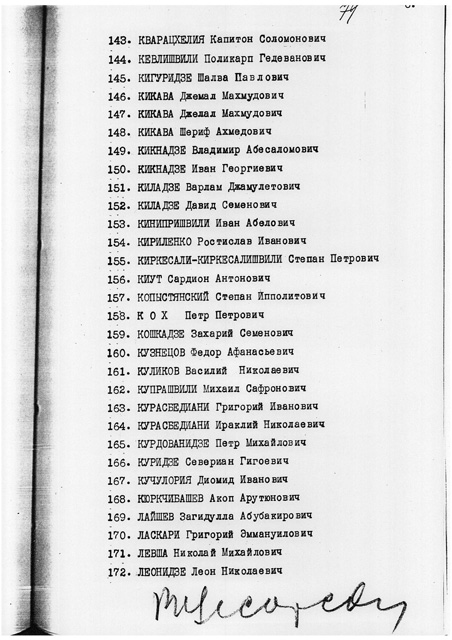 79
143. КВАРАЦХЕЛИЯ Капитон Соломонович
144. КЕВЛИШВИЛИ Поликарп Гедеванович
145. КИГУРИДЗЕ Шалва Павлович
146. КИКАВА Джемал Махмудович
147. КИКАВА Джелал Махмудович
148. КИКАВА Шериф Ахмедович
149. КИКНАДЗЕ Владимир Абесаломович
150. КИКНАДЗЕ Иван Георгиевич
151. КИЛАДЗЕ Варлам Джамулетович
152. КИЛАДЗЕ Давид Семенович
153. КИНИПРИШВИЛИ Иван Абелович
154. КИРИЛЕНКО Ростислав Иванович
155. КИРКЕСАЛИ-КИРКЕСАЛИШВИЛИ Степан Петрович
156. КИУТ Сардион Антонович
157. КОПЫСТЯНСКИЙ Степан Ипполитович
158. К О Х Петр Петрович
159. КОШКАДЗЕ Захарий Семенович
160. КУЗНЕЦОВ Федор Афанасьевич
161. КУЛИКОВ Василий Николаевич
162. КУПРАШВИЛИ Михаил Сафронович
163. КУРАСБЕДИАНИ Григорий Иванович
164. КУРАСБЕДИАНИ Ираклий Николаевич
165. КУРДОВАНИДЗЕ Петр Михайлович
166. КУРИДЗЕ Севериан Гигоевич
167. КУЧУЛОРИЯ Диомид Иванович
168. КЮРКЧИБАШЕВ Акоп Арутюнович
169. ЛАЙШЕВ Загидулла Абубакирович
170. ЛАСКАРИ Григорий Эммануилович
171. ЛЕВША Николай Михайлович
172. ЛЕОНИДЗЕ Леон Николаевич